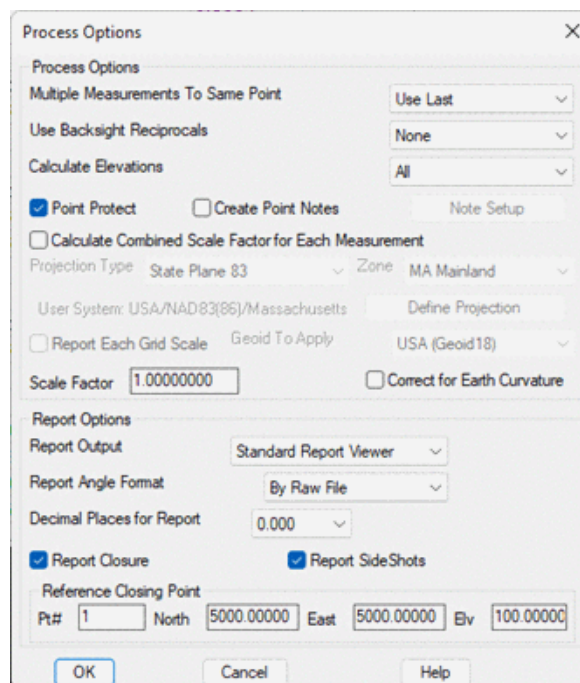 Process Options
Process Options
Multiple Measurements To Same Point Use Last
Use Backsight Reciprocals None
Calculate Elevations All
Point Protect Create Point Notes Note Setup
Calculate Combined Scale Factor for Each Measurement
Projection Type State Plane 83 Zone MA Mainland
User System: USA/NAD83(86)/Massachusetts Define Projection
Report Each Grid Scale Geoid To Apply USA (Geoid18)
Scale Factor 1.00000000 Correct for Earth Curvature
Report Options
Report Output Standard Report Viewer
Report Angle Format By Raw File
Decimal Places for Report 0.000
Report Closure Report SideShots
Reference Closing Point
Pt# 1 North 5000.00000 East 5000.00000 Elv 100.00000
OK Cancel Help